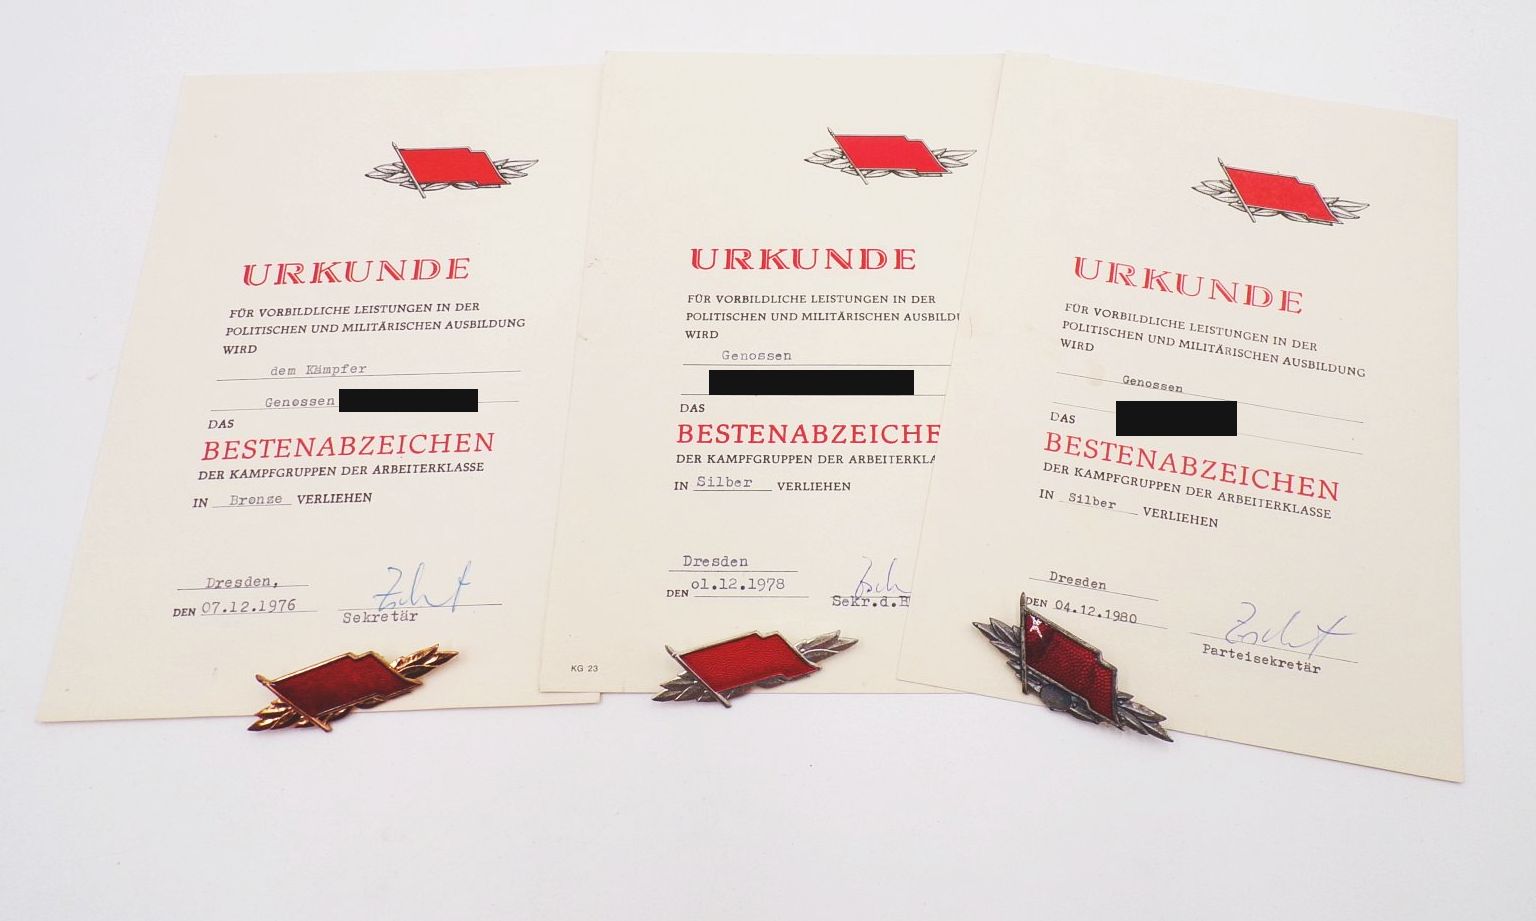 URKUNDE
FÜR VORBILDLICHE LEISTUNGEN IN DER
POLITISCHEN UND MILITÄRISCHEN AUSBILDUNG
WIRD
dem Kämpfer
Genossen
DAS
BESTENABZEICHEN
DER KAMPFGRUPPEN DER ARBEITERKLASSE
IN Bronze VERLIEHEN
Dresden,
DEN 07.12.1976
Sekretär
URKUNDE
FÜR VORBILDLICHE LEISTUNGEN IN DER
POLITISCHEN UND MILITÄRISCHEN AUSBILDU
WIRD
Genossen
DAS
BESTENABZEICHE
DER KAMPFGRUPPEN DER ARBEITERKLA
IN Silber VERLIEHEN
Dresden
DEN 01.12.1978
Sekr.d.
KG 23
URKUNDE
FÜR VORBILDLICHE LEISTUNGEN IN DER
POLITISCHEN UND MILITÄRISCHEN AUSBILDUNG
WIRD
Genossen
DAS
BESTENABZEICHEN
DER KAMPFGRUPPEN DER ARBEITERKLASSE
IN Silber VERLIEHEN
Dresden
DEN 04.12.1980
Parteisekretär